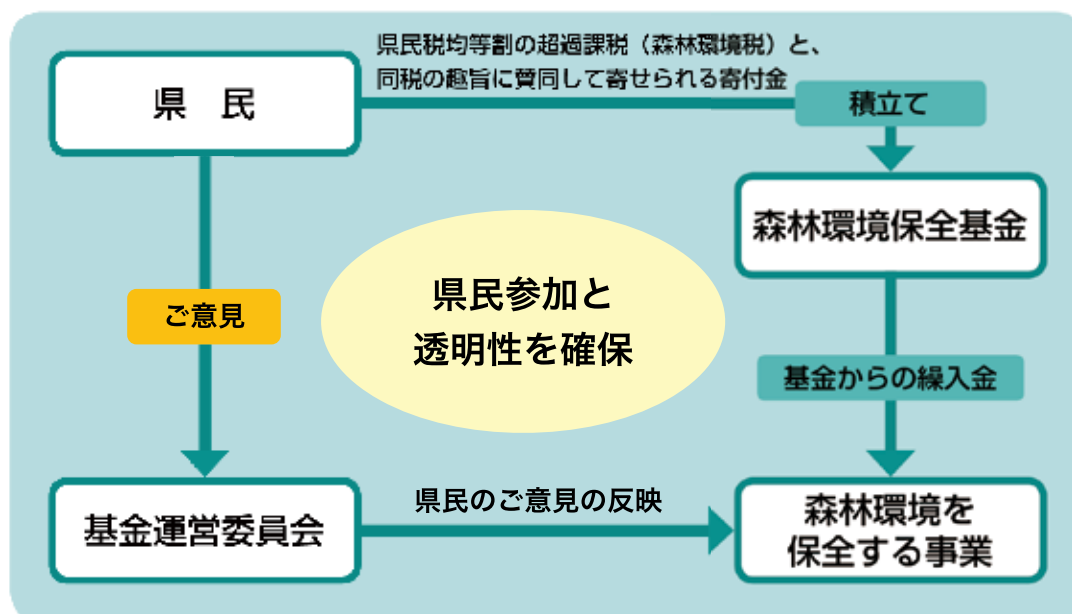 県民税均等割の超過課税（森林環境税）と、
同税の趣旨に賛同して寄せられる寄付金
県　民
積立て
森林環境保全基金
県民参加と
透明性を確保
ご意見
基金からの繰入金
県民のご意見の反映
基金運営委員会
森林環境を
保全する事業